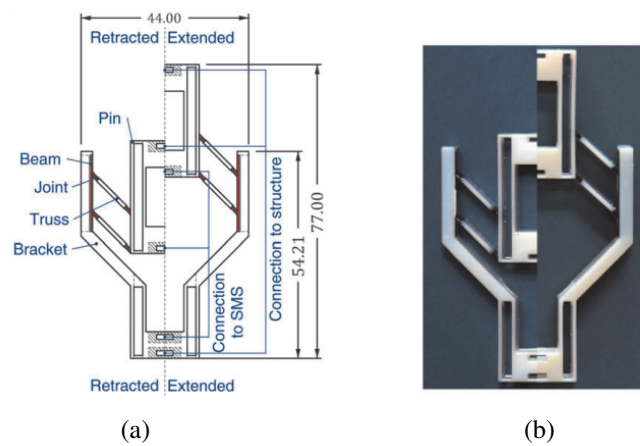 44.00
Retracted Extended
Pin
Beam
Joint
Truss
Bracket
Connection to SMS
Connection to structure
54.21
77.00
Retracted Extended
(a)
(b)